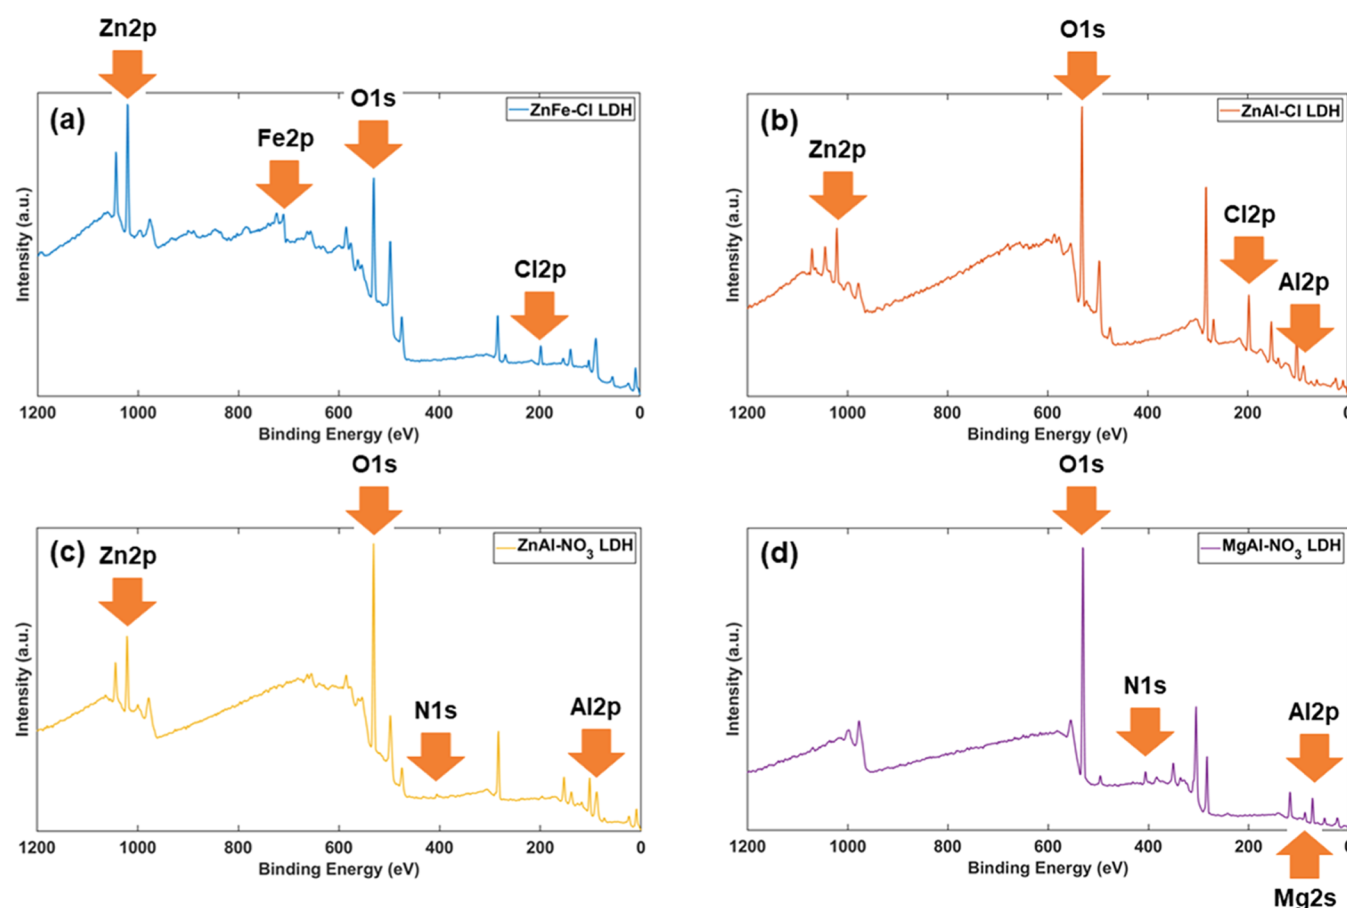 Zn2p
O1s
(a)
ZnFe-Cl LDH
Fe2p
Cl2p
Intensity (a.u.)
1200 1000 800 600 400 200 0
Binding Energy (eV)
O1s
(b)
ZnAl-Cl LDH
Zn2p
Cl2p
Al2p
Intensity (a.u.)
1200 1000 800 600 400 200 0
Binding Energy (eV)
O1s
(c)
ZnAl-NO3 LDH
Zn2p
N1s
Al2p
Intensity (a.u.)
1200 1000 800 600 400 200 0
Binding Energy (eV)
O1s
(d)
MgAl-NO3 LDH
N1s
Al2p
Intensity (a.u.)
1200 1000 800 600 400 200 0
Binding Energy (eV)
Mg2s